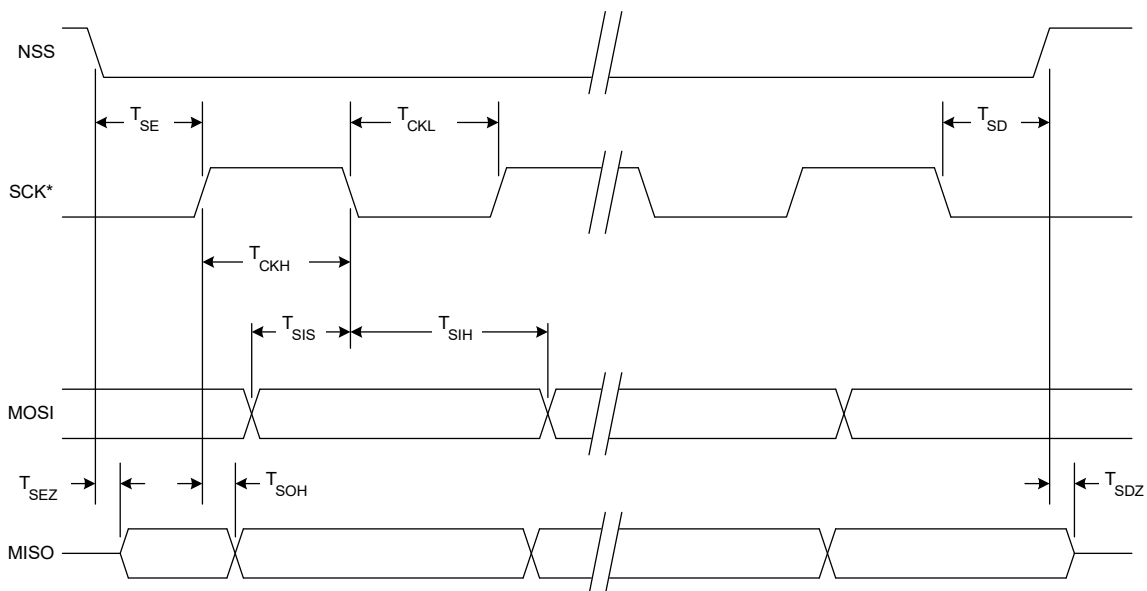 NSS
T_SE
T_CKL
T_SD
SCK*
T_CKH
T_SIS
T_SIH
MOSI
T_SEZ
T_SOH
T_SDZ
MISO